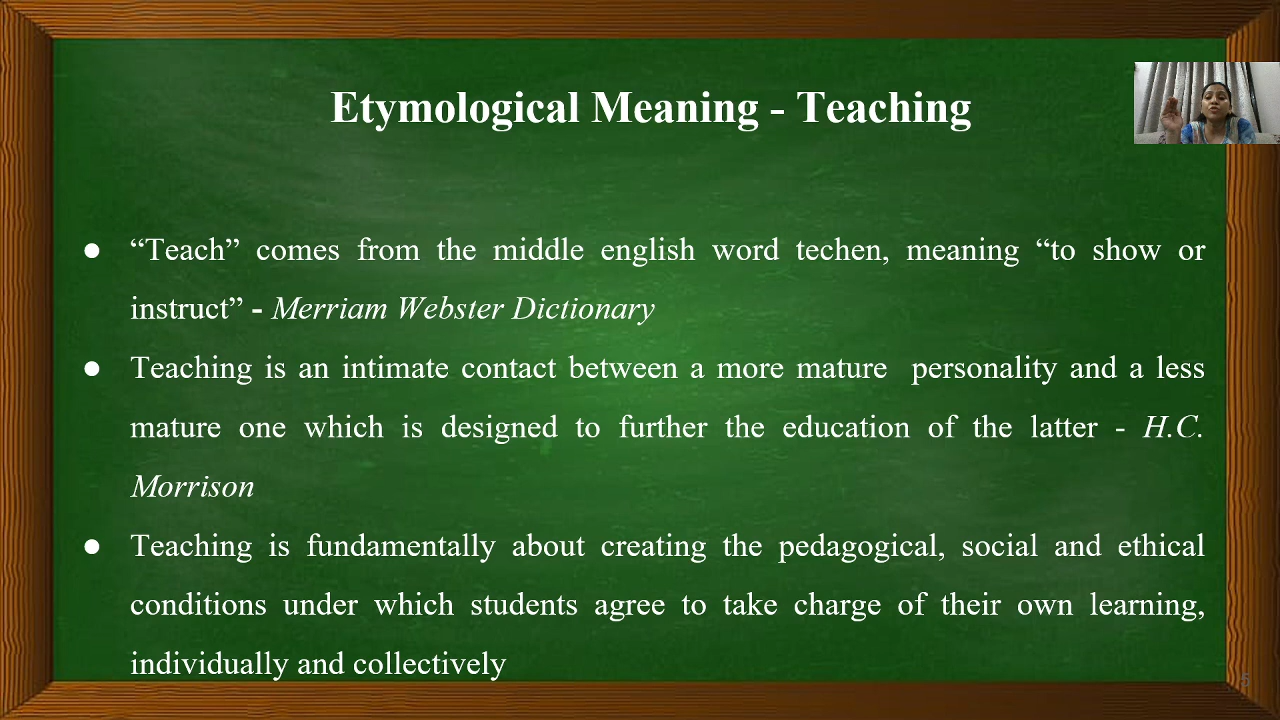 Etymological Meaning - Teaching
● “Teach” comes from the middle english word techen, meaning “to show or
instruct” - Merriam Webster Dictionary
● Teaching is an intimate contact between a more mature personality and a less
mature one which is designed to further the education of the latter - H.C.
Morrison
● Teaching is fundamentally about creating the pedagogical, social and ethical
conditions under which students agree to take charge of their own learning,
individually and collectively
5